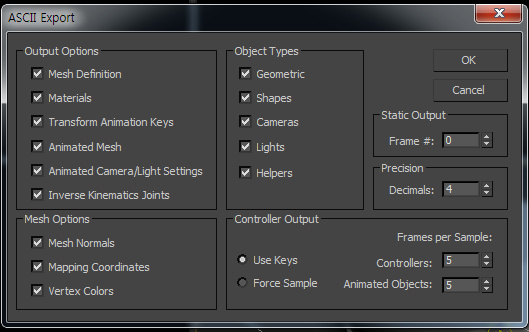 ASCII Export
Output Options
Mesh Definition
Materials
Transform Animation Keys
Animated Mesh
Animated Camera/Light Settings
Inverse Kinematics Joints
Object Types
Geometric
Shapes
Cameras
Lights
Helpers
OK
Cancel
Static Output
Frame #: 0
Precision
Decimals: 4
Mesh Options
Mesh Normals
Mapping Coordinates
Vertex Colors
Controller Output
Use Keys
Force Sample
Frames per Sample:
Controllers: 5
Animated Objects: 5